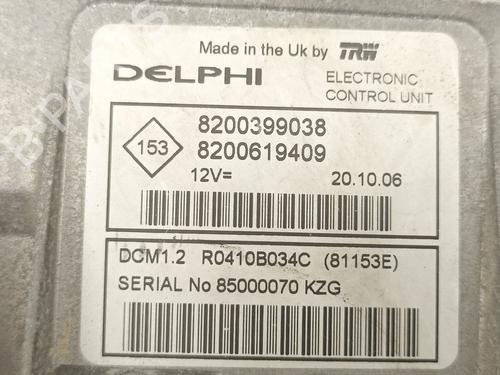 Made in the Uk by TRW
DELPHI
ELECTRONIC
CONTROL UNIT
153
8200399038
8200619409
12V=
20.10.06
DCM1.2 R0410B034C (81153E)
SERIAL No 85000070 KZG